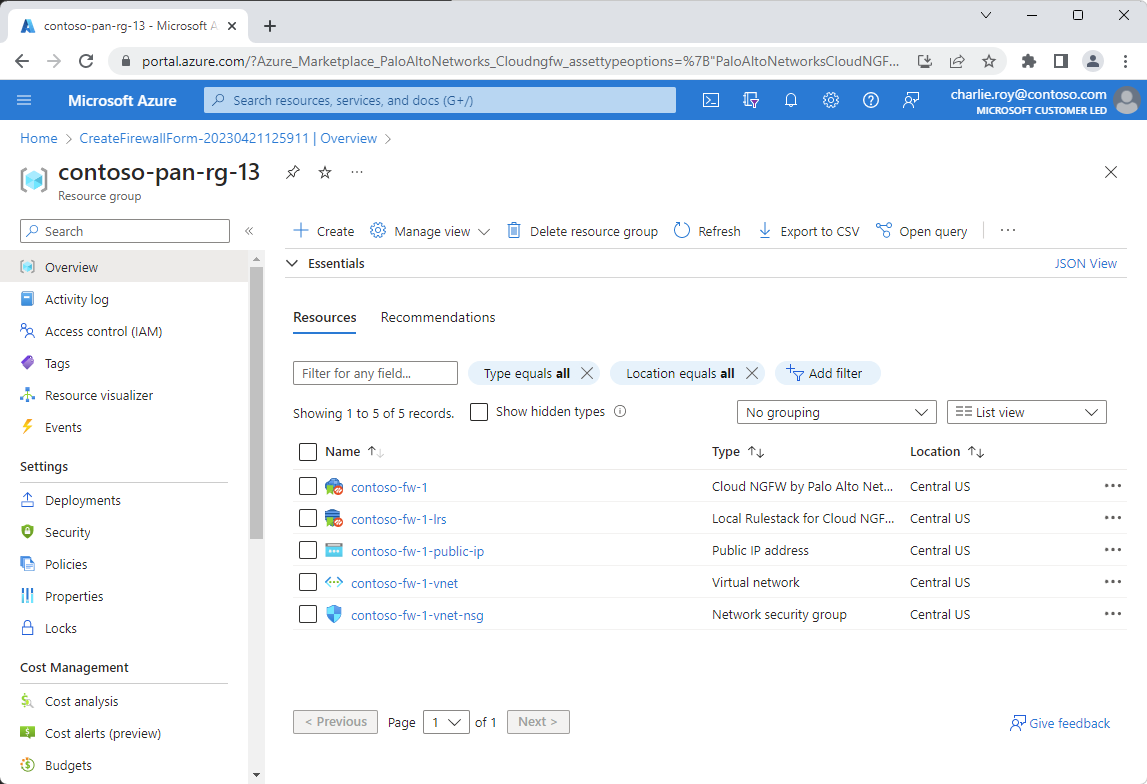 contoso-pan-rg-13 - Microsoft A
portal.azure.com/?Azure_Marketplace_PaloAltoNetworks_Cloudngfw_assettypeoptions=%7B"PaloAltoNetworksCloudNGF...
Microsoft Azure
Search resources, services, and docs (G+/)
charlie.roy@contoso.com
MICROSOFT CUSTOMER LED
Home > CreateFirewallForm-20230421125911 | Overview >
contoso-pan-rg-13
...
Resource group
Search
«
Create
Manage view
Delete resource group
Refresh
Export to CSV
Open query
...
Essentials
JSON View
Overview
Activity log
Access control (IAM)
Tags
Resource visualizer
Events
Settings
Deployments
Security
Policies
Properties
Locks
Cost Management
Cost analysis
Cost alerts (preview)
Budgets
Resources
Recommendations
Filter for any field...
Type equals all
Location equals all
Add filter
Showing 1 to 5 of 5 records.
Show hidden types
No grouping
List view
Name Type Location
contoso-fw-1 Cloud NGFW by Palo Alto Net... Central US ...
contoso-fw-1-lrs Local Rulestack for Cloud NGF... Central US ...
contoso-fw-1-public-ip Public IP address Central US ...
contoso-fw-1-vnet Virtual network Central US ...
contoso-fw-1-vnet-nsg Network security group Central US ...
< Previous Page 1 of 1 Next >
Give feedback